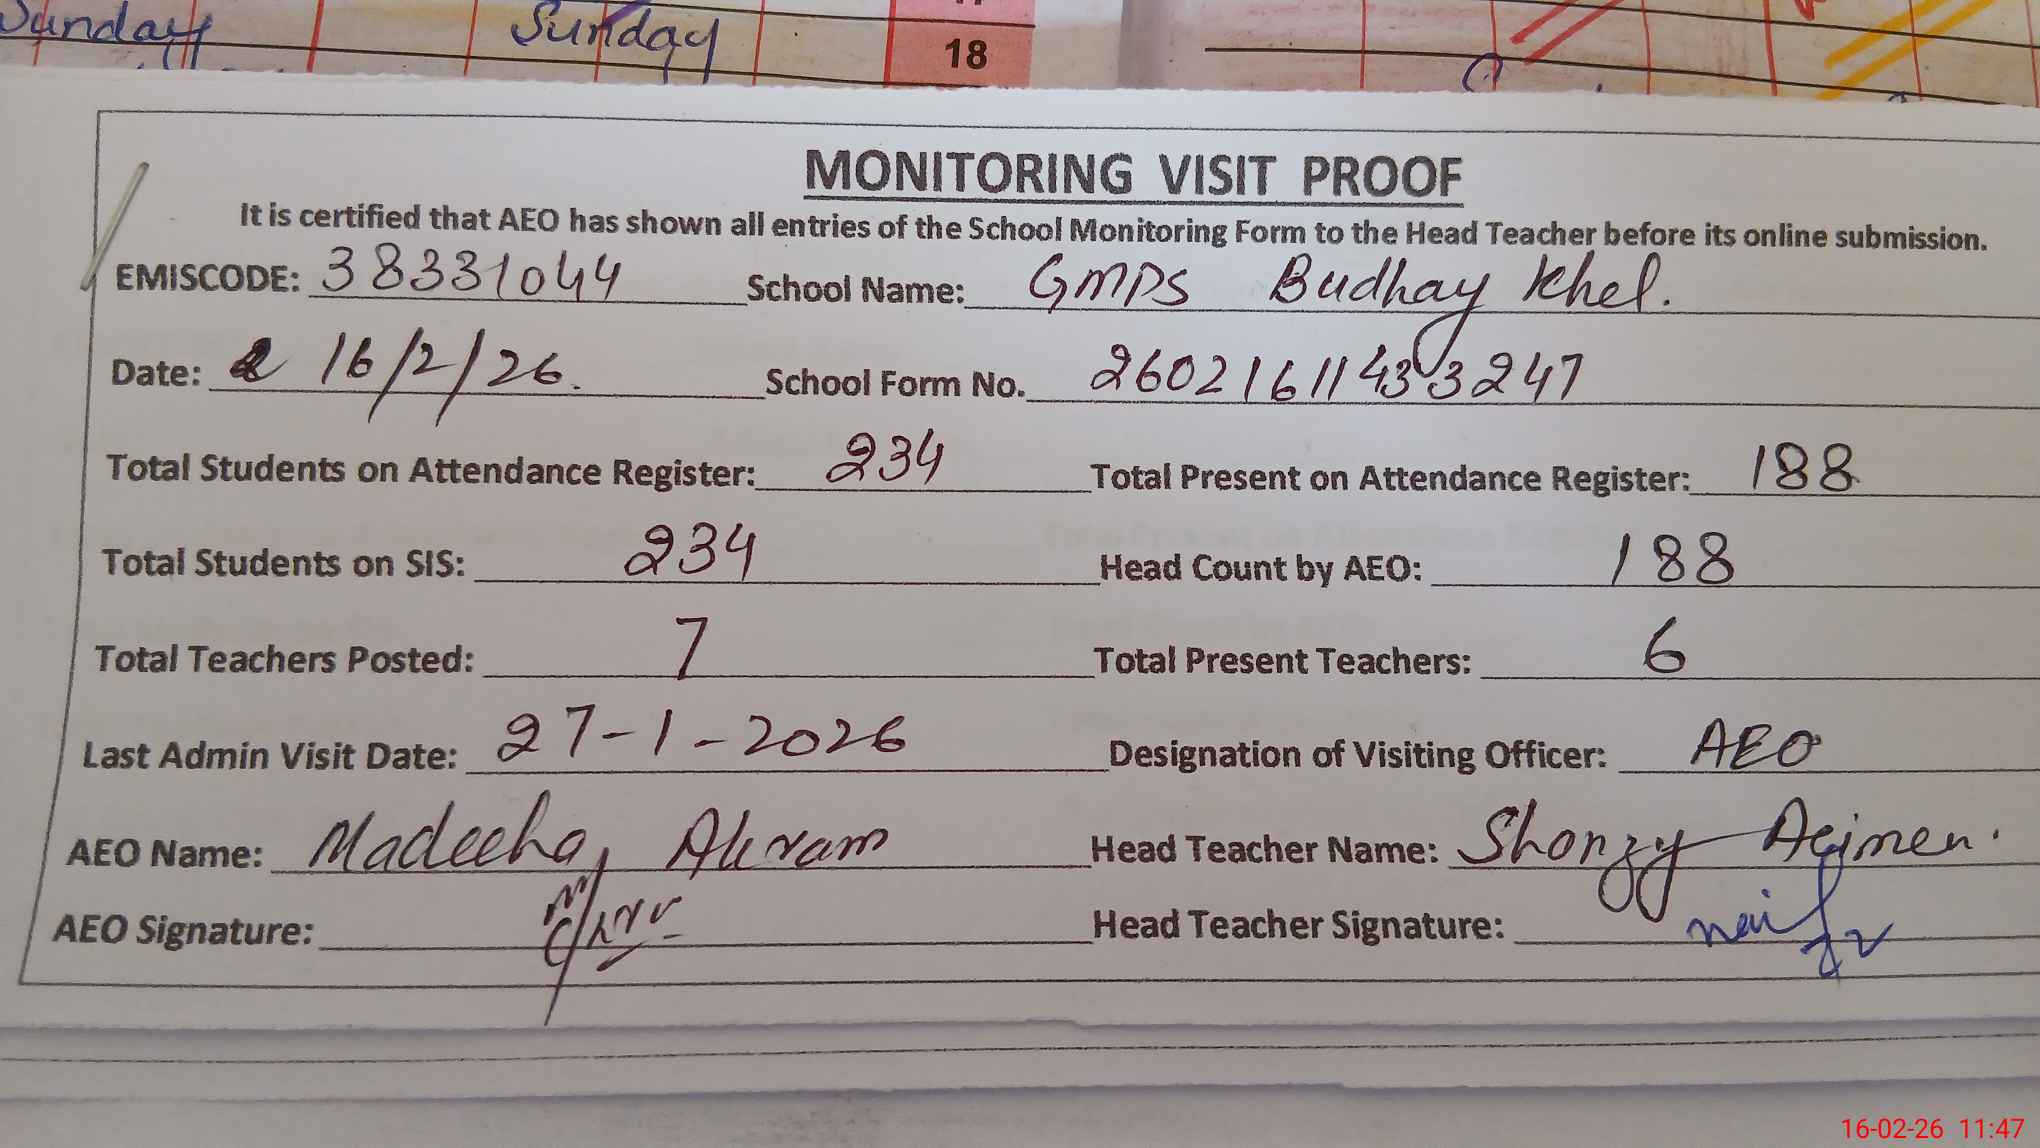 Sunday Sunday 18
MONITORING VISIT PROOF
It is certified that AEO has shown all entries of the School Monitoring Form to the Head Teacher before its online submission.
EMISCODE: 38331044 School Name: GMPS Budhay Khel.
Date: 16/2/26. School Form No. 26021611433247
Total Students on Attendance Register: 234 Total Present on Attendance Register: 188
Total Students on SIS: 234 Head Count by AEO: 188
Total Teachers Posted: 7 Total Present Teachers: 6
Last Admin Visit Date: 27-1-2026 Designation of Visiting Officer: AEO
AEO Name: Madeeha Akram Head Teacher Name: Shonzy
AEO Signature: Head Teacher Signature:
16-02-26 11:47